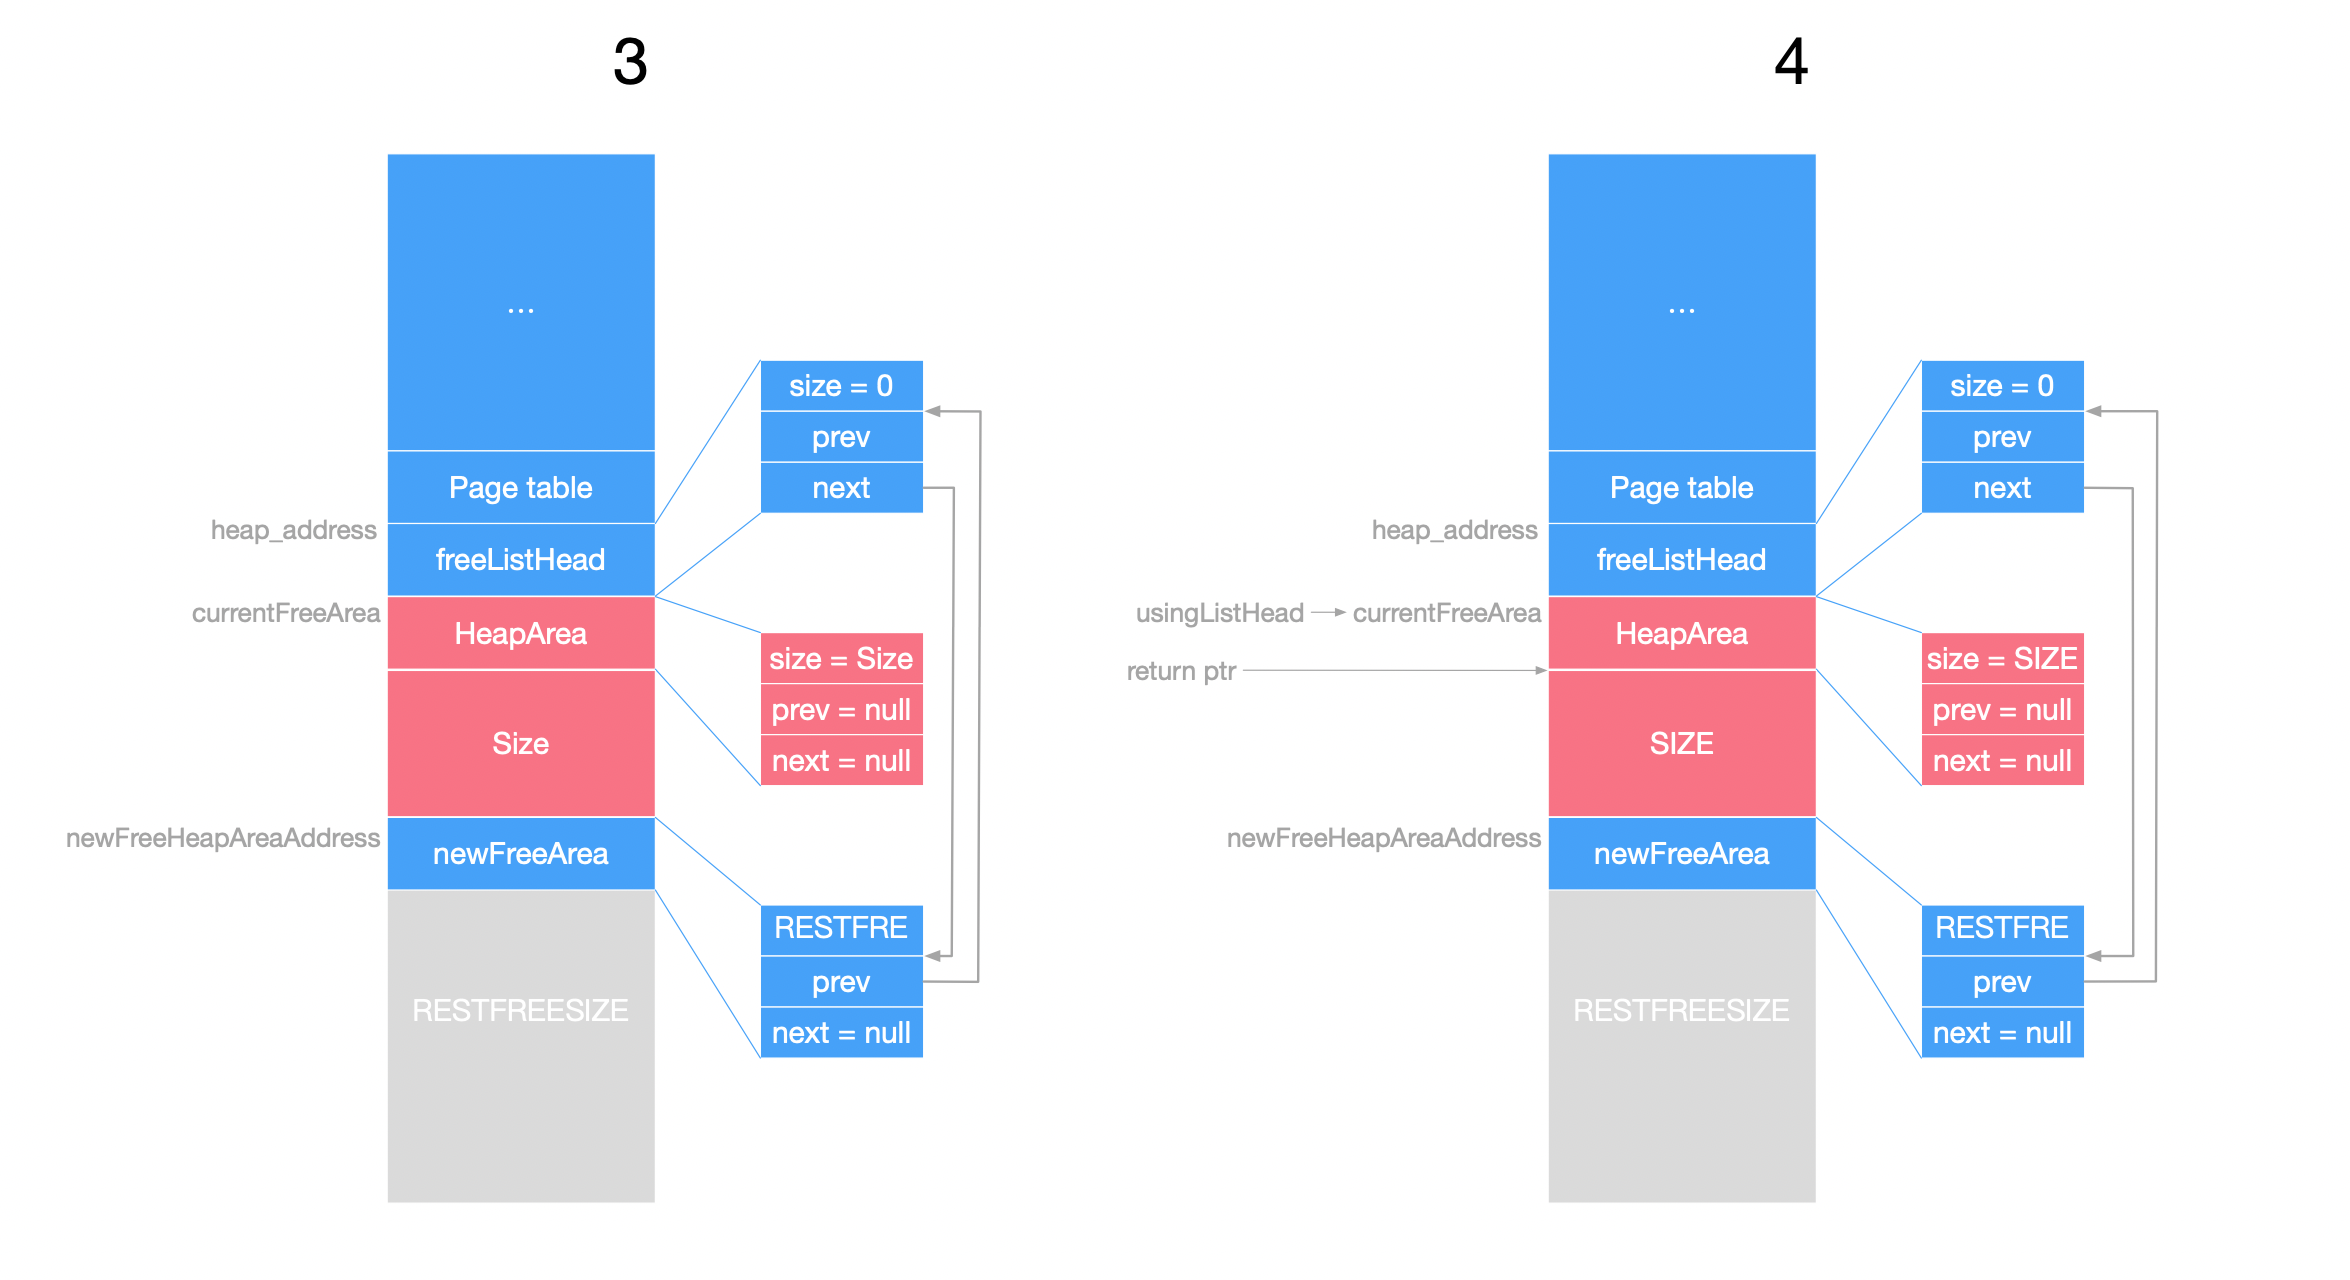 3
...
Page table
heap_address
freeListHead
currentFreeArea
HeapArea
Size
newFreeHeapAreaAddress
newFreeArea
RESTFREESIZE
size = 0
prev
next
size = Size
prev = null
next = null
RESTFRE
prev
next = null
4
...
Page table
heap_address
freeListHead
usingListHead
currentFreeArea
HeapArea
return ptr
SIZE
newFreeHeapAreaAddress
newFreeArea
RESTFREESIZE
size = 0
prev
next
size = SIZE
prev = null
next = null
RESTFRE
prev
next = null